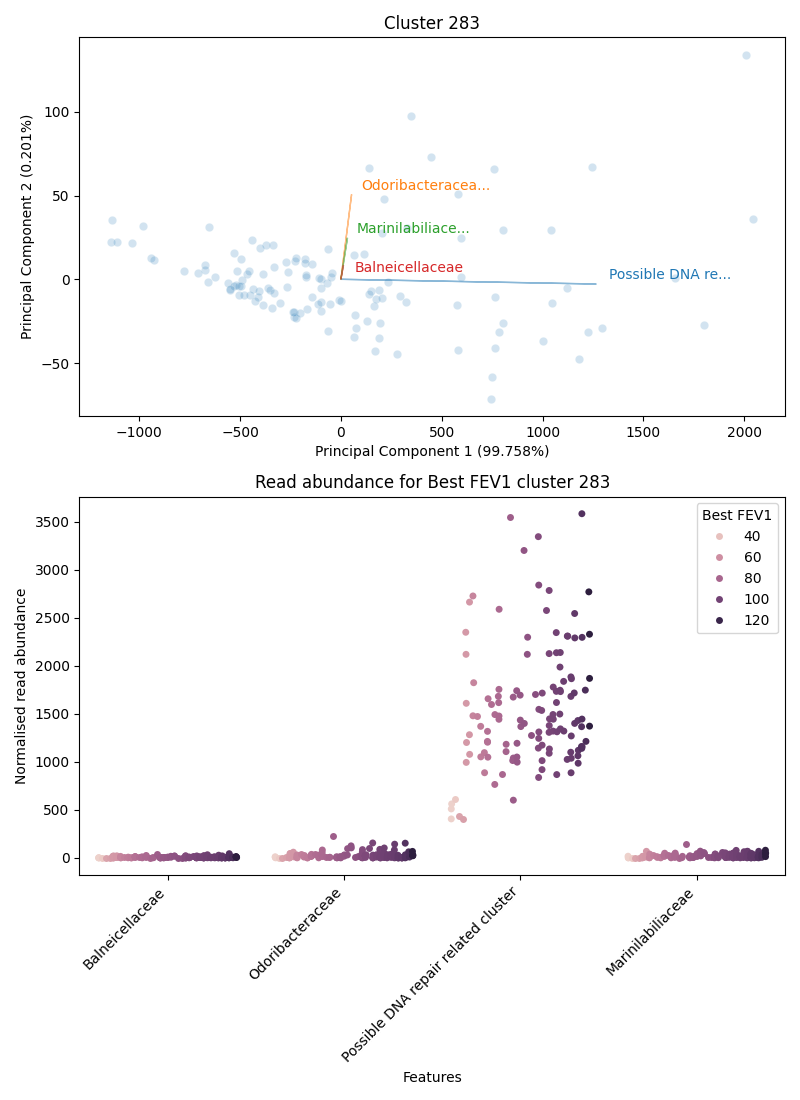 Cluster 283
Principal Component 2 (0.201%)
100
50
0
−50
Odoribacteracea...
Marinilabiliace...
Balneicellaceae
Possible DNA re...
−1000
−500
0
500
1000
1500
2000
Principal Component 1 (99.758%)
Read abundance for Best FEV1 cluster 283
Normalised read abundance
3500
3000
2500
2000
1500
1000
500
0
Best FEV1
40
60
80
100
120
Balneicellaceae
Odoribacteraceae
Possible DNA repair related cluster
Marinilabiliaceae
Features